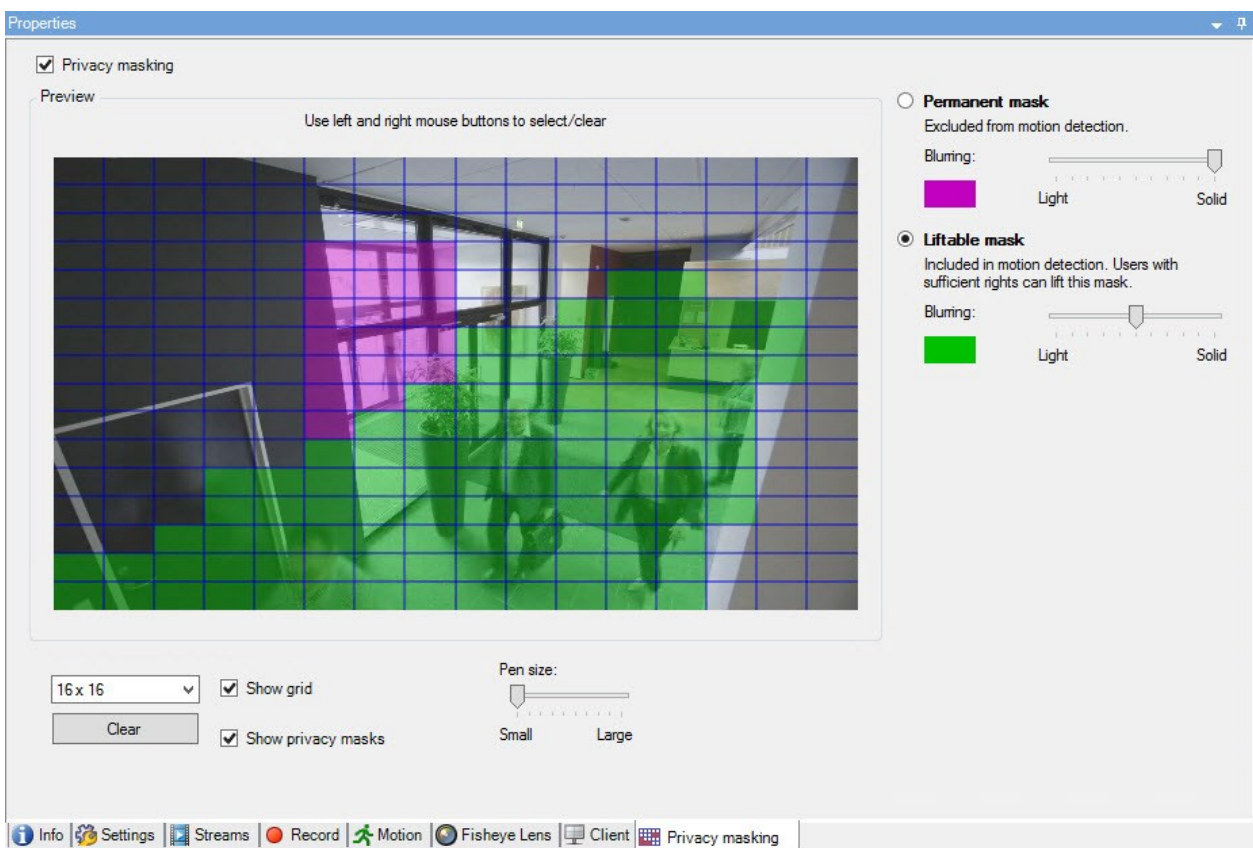 Properties
Privacy masking
Preview
Use left and right mouse buttons to select/clear
Permanent mask
Excluded from motion detection.
Blurring:
Light Solid
Liftable mask
Included in motion detection. Users with
sufficient rights can lift this mask.
Blurring:
Light Solid
16 x 16
Show grid
Pen size:
Clear
Show privacy masks
Small Large
Info Settings Streams Record Motion Fisheye Lens Client Privacy masking